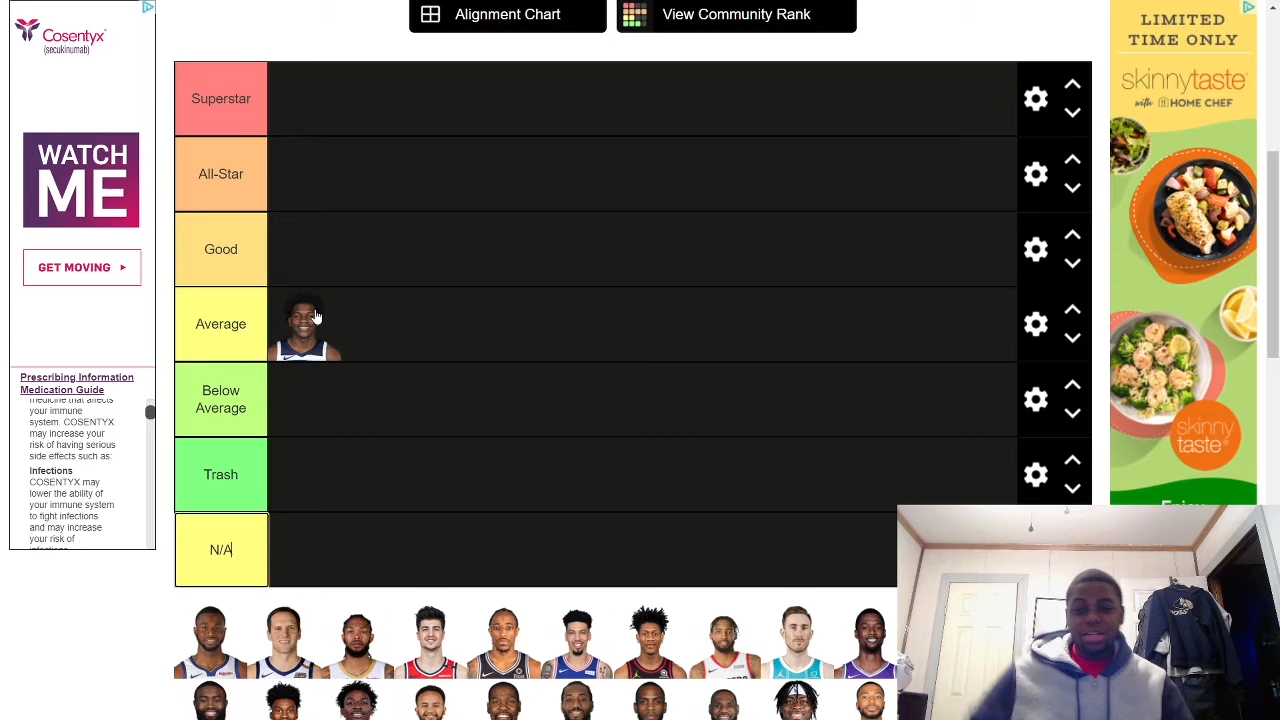 Cosentyx
(secukinumab)
WATCH
ME
GET MOVING
Prescribing Information
Medication Guide
medicine that affects
your immune
system. COSENTYX
may increase your
risk of having serious
side effects such as:
Infections
COSENTYX may
lower the ability of
your immune system
to fight infections
and may increase
your risk of
infections
Alignment Chart
View Community Rank
Superstar
All-Star
Good
Average
Below
Average
Trash
N/A
LIMITED
TIME ONLY
skinnytaste
with HOME CHEF
skinny
taste
Enjoy